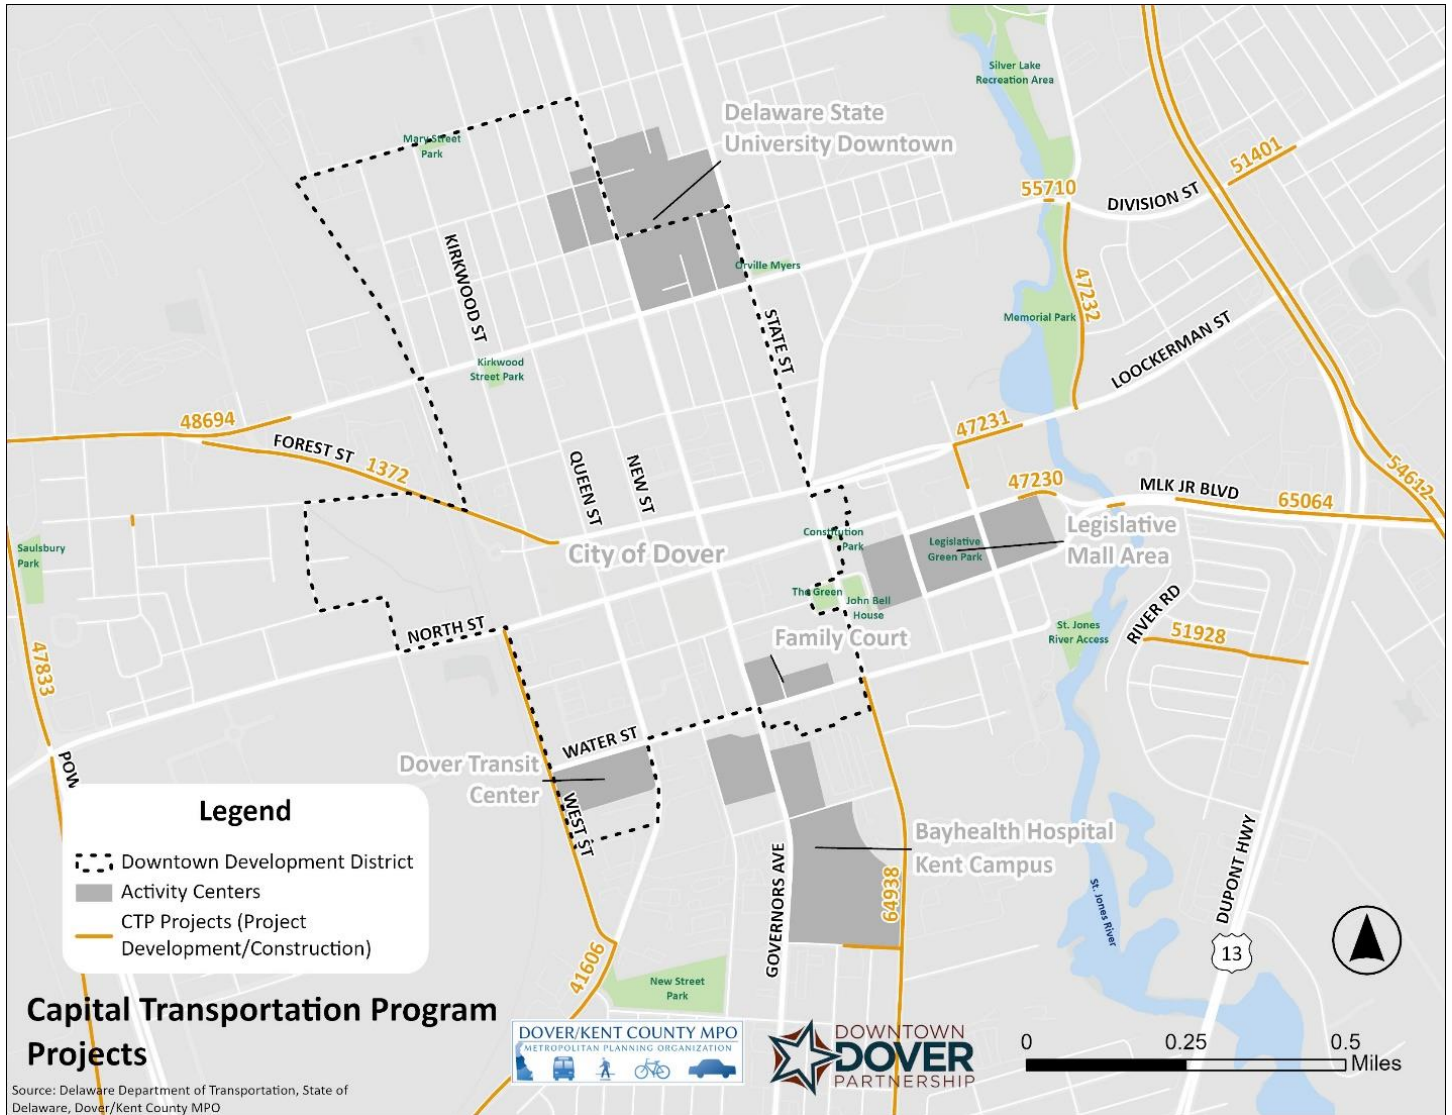 Silver Lake
Recreation Area
Delaware State
University Downtown
Mary Street
Park
51401
55710
DIVISION ST
KIRKWOOD ST
Orville Myers
47232
Memorial Park
STATE ST
LOOCKERMAN ST
Kirkwood
Street Park
48694
FOREST ST
1372
47231
QUEEN ST
NEW ST
47230
MLK JR BLVD
65064
54612
City of Dover
Constitution
Park
Legislative
Green Park
Legislative
Mall Area
Saulsbury
Park
The Green
John Bell
House
NORTH ST
Family Court
St. Jones
River Access
RIVER RD
51928
47833
POW
WATER ST
Dover Transit
Center
WEST ST
Bayhealth Hospital
Kent Campus
GOVERNORS AVE
64938
St. Jones River
DUPONT HWY
13
41606
New Street
Park
Legend
Downtown Development District
Activity Centers
CTP Projects (Project
Development/Construction)
Capital Transportation Program
Projects
Source: Delaware Department of Transportation, State of
Delaware, Dover/Kent County MPO
DOVER/KENT COUNTY MPO
METROPOLITAN PLANNING ORGANIZATION
DOWNTOWN
DOVER
PARTNERSHIP
0 0.25 0.5
Miles